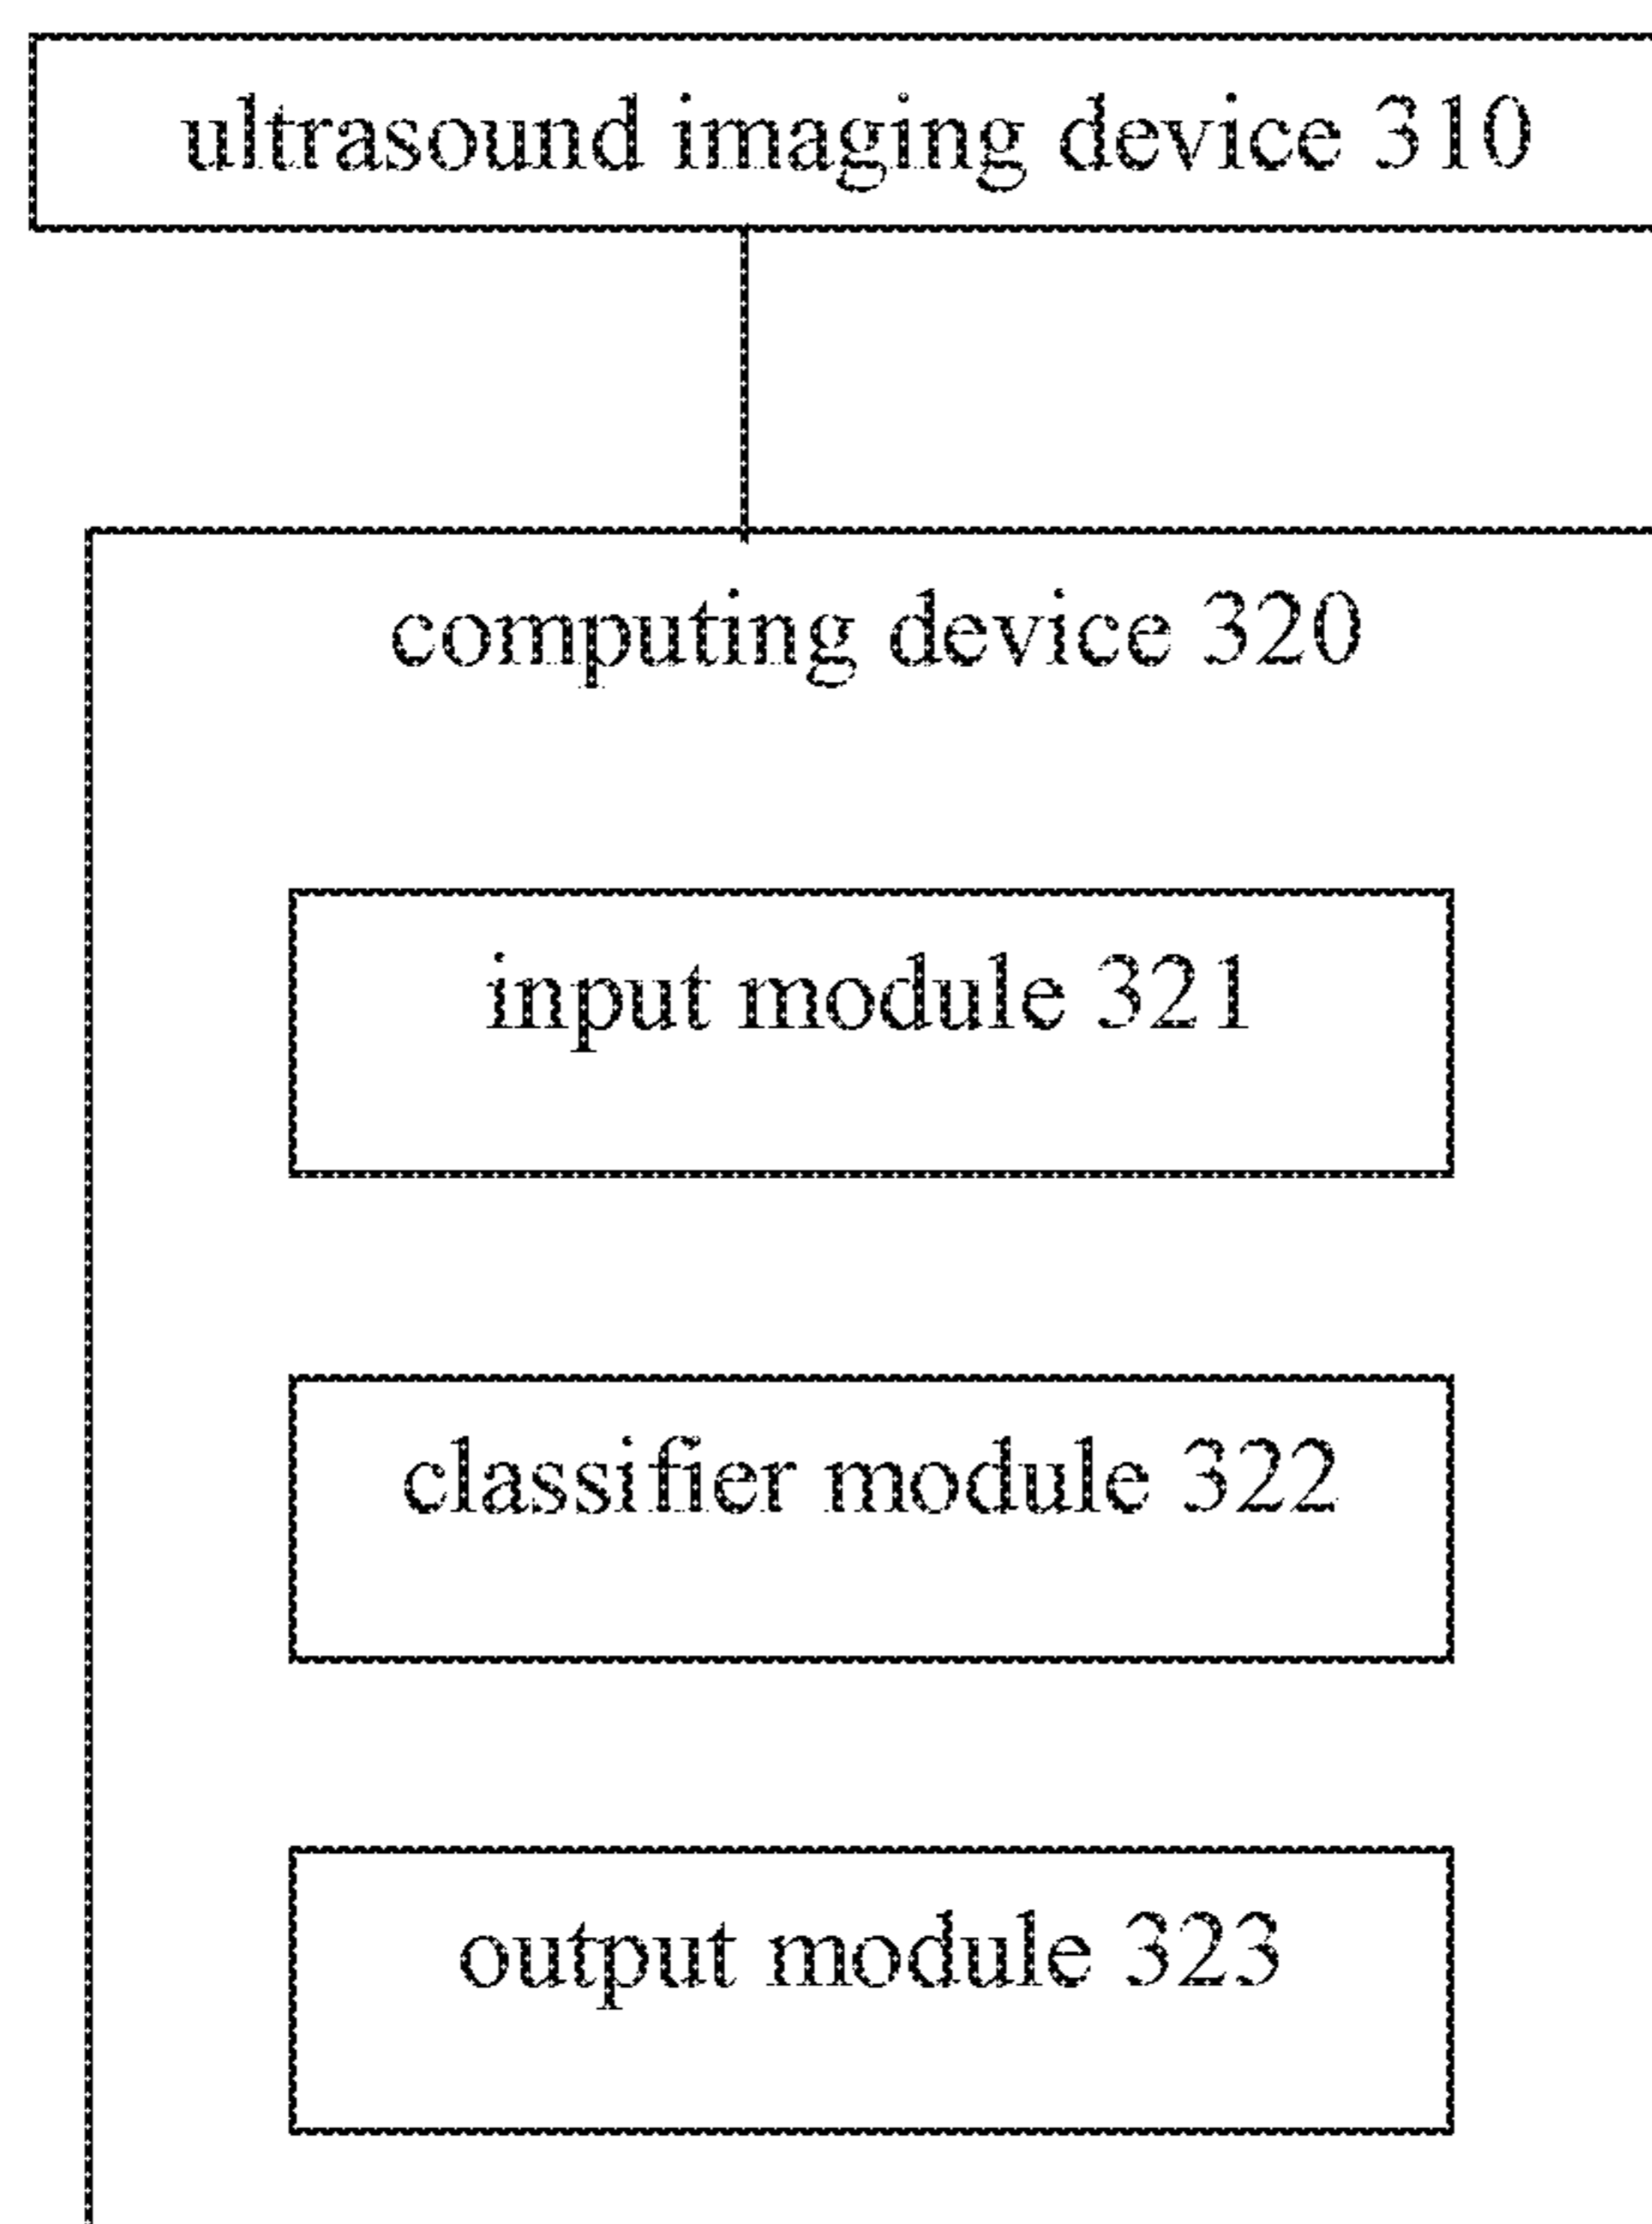 ultrasound imaging device 310
computing device 320
input module 321
classifier module 322
output module 323